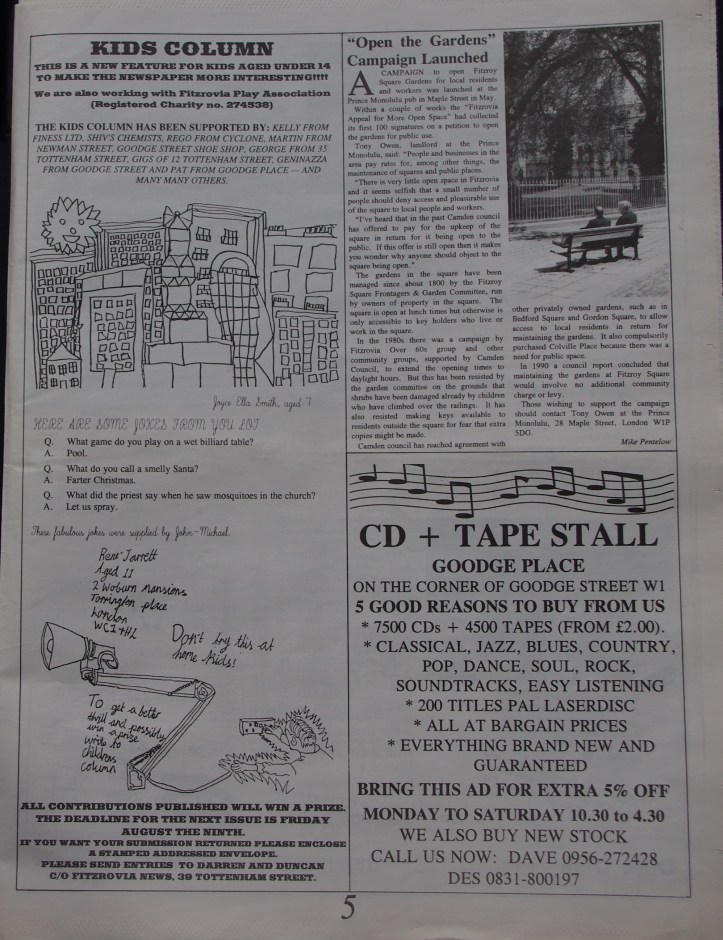 KIDS COLUMN
THIS IS A NEW FEATURE FOR KIDS AGED UNDER 14
TO MAKE THE NEWSPAPER MORE INTERESTING!!!!
We are also working with Fitzrovia Play Association
(Registered Charity no. 274538)
THE KIDS COLUMN HAS BEEN SUPPORTED BY: KELLY FROM
FINESS LTD, SHIV'S CHEMISTS, REGO FROM CYCLONE, MARTIN FROM
NEWMAN STREET, GOODGE STREET SHOE SHOP, GEORGE FROM 35
TOTTENHAM STREET, GIGS OF 12 TOTTENHAM STREET, GENINAZZA
FROM GOODGE STREET AND PAT FROM GOODGE PLACE — AND
MANY MANY OTHERS.
Joyce Ella Smith, aged 7
HERE ARE SOME JOKES FROM YOU LOT
Q. What game do you play on a wet billiard table?
A. Pool.
Q. What do you call a smelly Santa?
A. Farter Christmas.
Q. What did the priest say when he saw mosquitoes in the church?
A. Let us spray.
These fabulous jokes were supplied by John-Michael.
René Jarrett
Aged 11
2 Woburn mansions
Torrington place
London
WC1 7HL
Don't try this at
home kids!
To get a better
thrill and possibly
win a prize
write to
childrens
column
ALL CONTRIBUTIONS PUBLISHED WILL WIN A PRIZE.
THE DEADLINE FOR THE NEXT ISSUE IS FRIDAY
AUGUST THE NINTH.
IF YOU WANT YOUR SUBMISSION RETURNED PLEASE ENCLOSE
A STAMPED ADDRESSED ENVELOPE.
PLEASE SEND ENTRIES TO DARREN AND DUNCAN
C/O FITZROVIA NEWS, 39 TOTTENHAM STREET.
"Open the Gardens"
Campaign Launched
A CAMPAIGN to open Fitzroy
Square Gardens for local residents
and workers was launched at the
Prince Monolulu pub in Maple Street in May.
Within a couple of weeks the "Fitzrovia
Appeal for More Open Space" had collected
its first 100 signatures on a petition to open
the gardens for public use.
Tony Owen, landlord at the Prince
Monolulu, said: "People and businesses in the
area pay rates for, among other things, the
maintenance of squares and public places.
"There is very little open space in Fitzrovia
and it seems selfish that a small number of
people should deny access and pleasurable use
of the square to local people and workers.
"I've heard that in the past Camden council
has offered to pay for the upkeep of the
square in return for it being open to the
public. If this offer is still open then it makes
you wonder why anyone should object to the
square being open."
The gardens in the square have been
managed since about 1800 by the Fitzroy
Square Frontagers & Garden Committee, run
by owners of property in the square. The
square is open at lunch times but otherwise is
only accessible to key holders who live or
work in the square.
In the 1980s there was a campaign by
Fitzrovia Over 60s group and other
community groups, supported by Camden
Council, to extend the opening times to
daylight hours. But this has been resisted by
the garden committee on the grounds that
shrubs have been damaged already by children
who have climbed over the railings. It has
also resisted making keys available to
residents outside the square for fear that extra
copies might be made.
Camden council has reached agreement with
other privately owned gardens, such as in
Bedford Square and Gordon Square, to allow
access to local residents in return for
maintaining the gardens. It also compulsorily
purchased Colville Place because there was a
need for public space.
In 1990 a council report concluded that
maintaining the gardens at Fitzroy Square
would involve no additional community
charge or levy.
Those wishing to support the campaign
should contact Tony Owen at the Prince
Monolulu, 28 Maple Street, London W1P
5DG.
Mike Pentelow
CD + TAPE STALL
GOODGE PLACE
ON THE CORNER OF GOODGE STREET W1
5 GOOD REASONS TO BUY FROM US
* 7500 CDs + 4500 TAPES (FROM £2.00).
* CLASSICAL, JAZZ, BLUES, COUNTRY,
POP, DANCE, SOUL, ROCK,
SOUNDTRACKS, EASY LISTENING
* 200 TITLES PAL LASERDISC
* ALL AT BARGAIN PRICES
* EVERYTHING BRAND NEW AND
GUARANTEED
BRING THIS AD FOR EXTRA 5% OFF
MONDAY TO SATURDAY 10.30 to 4.30
WE ALSO BUY NEW STOCK
CALL US NOW: DAVE 0956-272428
DES 0831-800197
5